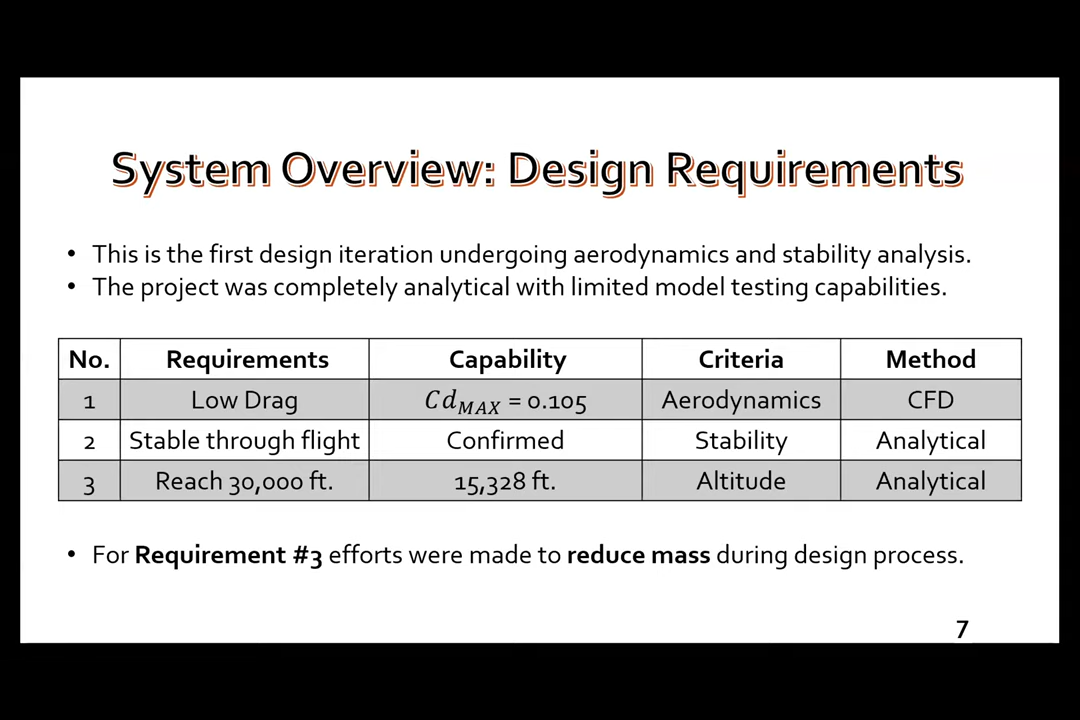 System Overview: Design Requirements
• This is the first design iteration undergoing aerodynamics and stability analysis.
• The project was completely analytical with limited model testing capabilities.
No. Requirements Capability Criteria Method
1 Low Drag Cd_MAX = 0.105 Aerodynamics CFD
2 Stable through flight Confirmed Stability Analytical
3 Reach 30,000 ft. 15,328 ft. Altitude Analytical
• For Requirement #3 efforts were made to reduce mass during design process.
7